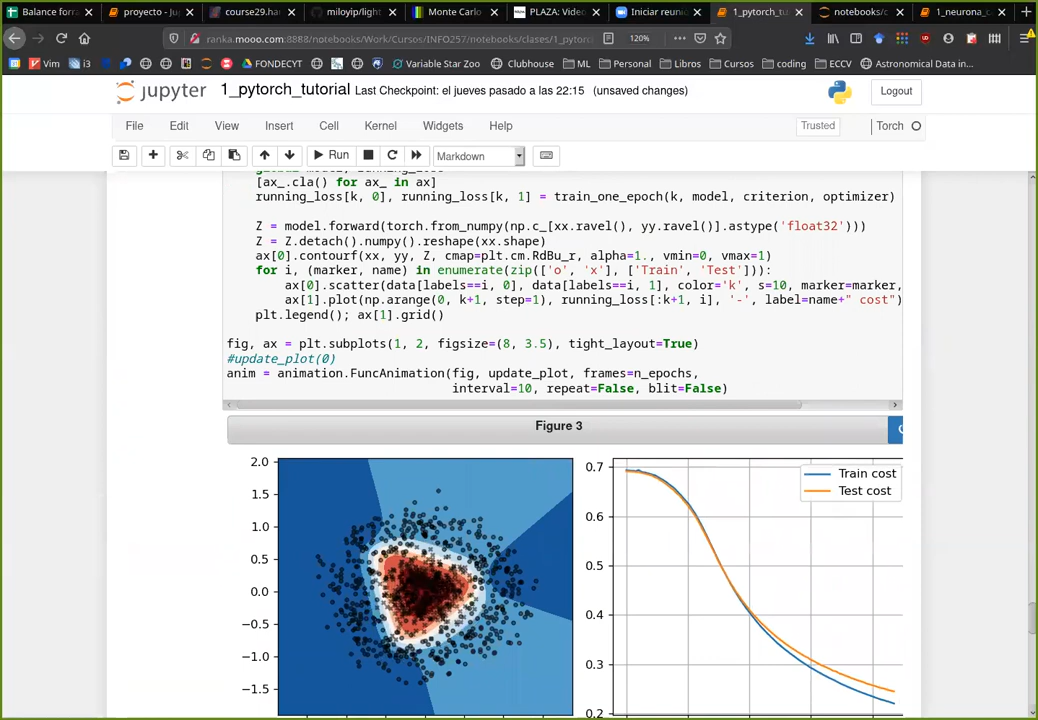 Balance forra
proyecto - Ju
course29.ha
miloyip/light
Monte Carlo
PLAZA: Vide
Iniciar reunió
1_pytorch_tu
notebooks/c
1_neurona_c
ranka.mooo.com:8888/notebooks/Work/Cursos/INFO257/notebooks/clases/1_pytorc
120%
Vim
i3
FONDECYT
Variable Star Zoo
Clubhouse
ML
Personal
Libros
Cursos
coding
ECCV
Astronomical Data in…
jupyter 1_pytorch_tutorial Last Checkpoint: el jueves pasado a las 22:15 (unsaved changes)
Logout
File Edit View Insert Cell Kernel Widgets Help
Trusted
Torch
Run
Markdown
[ax_.cla() for ax_ in ax]
running_loss[k, 0], running_loss[k, 1] = train_one_epoch(k, model, criterion, optimizer)
Z = model.forward(torch.from_numpy(np.c_[xx.ravel(), yy.ravel()].astype('float32')))
Z = Z.detach().numpy().reshape(xx.shape)
ax[0].contourf(xx, yy, Z, cmap=plt.cm.RdBu_r, alpha=1., vmin=0, vmax=1)
for i, (marker, name) in enumerate(zip(['o', 'x'], ['Train', 'Test'])):
ax[0].scatter(data[labels==i, 0], data[labels==i, 1], color='k', s=10, marker=marker,
ax[1].plot(np.arange(0, k+1, step=1), running_loss[:k+1, i], '-', label=name+" cost")
plt.legend(); ax[1].grid()
fig, ax = plt.subplots(1, 2, figsize=(8, 3.5), tight_layout=True)
#update_plot(0)
anim = animation.FuncAnimation(fig, update_plot, frames=n_epochs,
interval=10, repeat=False, blit=False)
Figure 3
2.0
1.5
1.0
0.5
0.0
−0.5
−1.0
−1.5
0.7
0.6
0.5
0.4
0.3
0.2
Train cost
Test cost